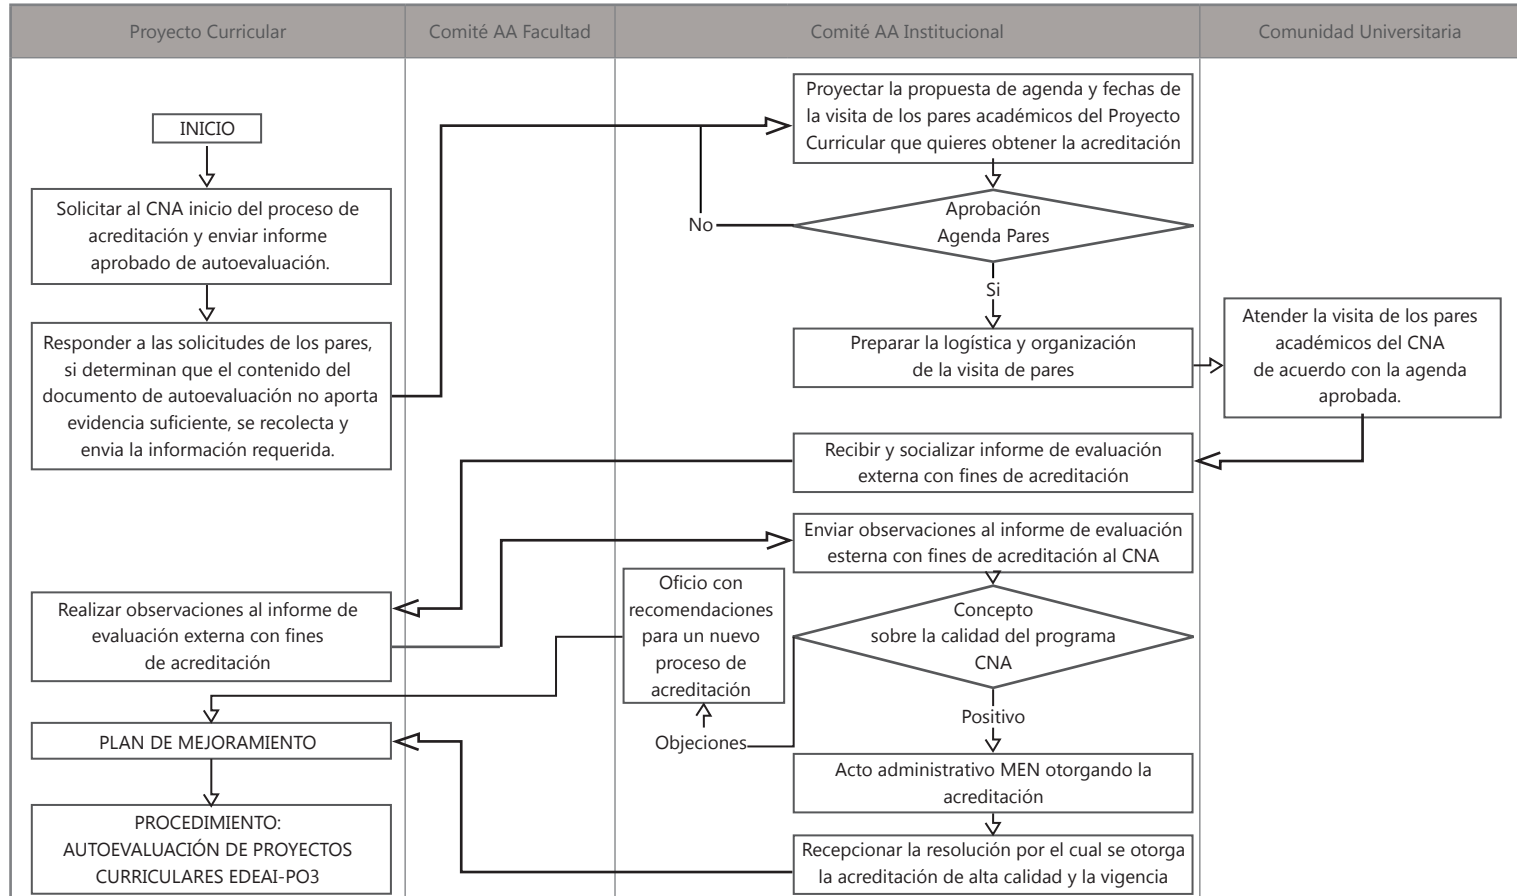 Proyecto Curricular
Comité AA Facultad
Comité AA Institucional
Comunidad Universitaria
INICIO
Solicitar al CNA inicio del proceso de
acreditación y enviar informe
aprobado de autoevaluación.
Responder a las solicitudes de los pares,
si determinan que el contenido del
documento de autoevaluación no aporta
evidencia suficiente, se recolecta y
envia la información requerida.
Proyectar la propuesta de agenda y fechas de
la visita de los pares académicos del Proyecto
Curricular que quieres obtener la acreditación
Aprobación
Agenda Pares
No
Si
Preparar la logística y organización
de la visita de pares
Atender la visita de los pares
académicos del CNA
de acuerdo con la agenda
aprobada.
Recibir y socializar informe de evaluación
externa con fines de acreditación
Realizar observaciones al informe de
evaluación externa con fines
de acreditación
Enviar observaciones al informe de evaluación
esterna con fines de acreditación al CNA
Concepto
sobre la calidad del programa
CNA
Objeciones
Oficio con
recomendaciones
para un nuevo
proceso de
acreditación
Positivo
Acto administrativo MEN otorgando la
acreditación
Recepcionar la resolución por el cual se otorga
la acreditación de alta calidad y la vigencia
PLAN DE MEJORAMIENTO
PROCEDIMIENTO:
AUTOEVALUACIÓN DE PROYECTOS
CURRICULARES EDEAI-PO3